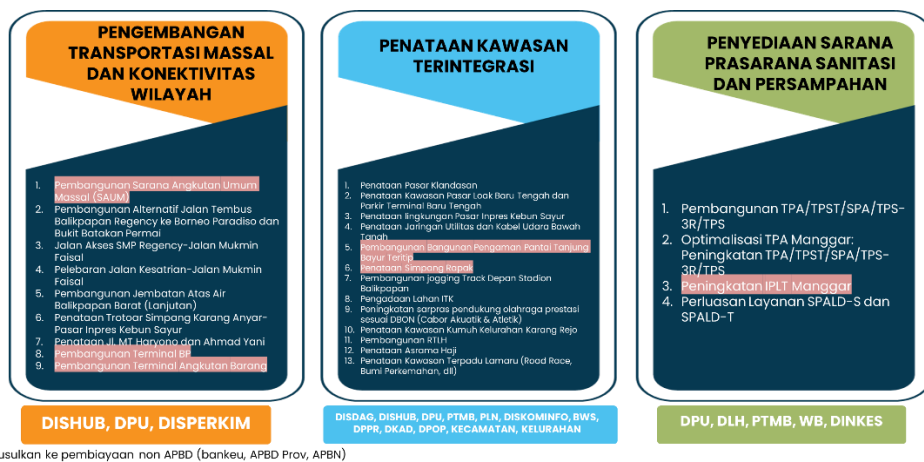 PENGEMBANGAN
TRANSPORTASI MASSAL
DAN KONEKTIVITAS
WILAYAH
1. Pembangunan Sarana Angkutan Umum
Massal (SAUM)
2. Pembangunan Alternatif Jalan Tembus
Balikpapan Regency ke Borneo Paradiso dan
Bukit Batakan Permai
3. Jalan Akses SMP Regency-Jalan Mukmin
Faisal
4. Pelebaran Jalan Kesatrian-Jalan Mukmin
Faisal
5. Pembangunan Jembatan Atas Air
Balikpapan Barat (Lanjutan)
6. Penataan Trotoar Simpang Karang Anyar-
Pasar Inpres Kebun Sayur
7. Penataan Jl. MT Haryono dan Ahmad Yani
8. Pembangunan Terminal BP
9. Pembangunan Terminal Angkutan Barang
DISHUB, DPU, DISPERKIM
PENATAAN KAWASAN
TERINTEGRASI
1. Penataan Pasar Klandasan
2. Penataan Kawasan Pasar Loak Baru Tengah dan
Parkir Terminal Baru Tengah
3. Penataan lingkungan Pasar Inpres Kebun Sayur
4. Penataan Jaringan Utilitas dan Kabel Udara Bawah
Tanah
5. Pembangunan Bangunan Pengaman Pantai Tanjung
Bayur Teritip
6. Penataan Simpang Rapak
7. Pembangunan jogging Track Depan Stadion
Balikpapan
8. Pengadaan Lahan ITK
9. Peningkatan sarpras pendukung olahraga prestasi
sesuai DBON (Cabor Akuatik & Atletik)
10. Penataan Kawasan Kumuh Kelurahan Karang Rejo
11. Pembangunan RTLH
12. Penataan Asrama Haji
13. Penataan Kawasan Terpadu Lamaru (Road Race,
Bumi Perkemahan, dll)
DISDAG, DISHUB, DPU, PTMB, PLN, DISKOMINFO, BWS,
DPPR, DKAD, DPOP, KECAMATAN, KELURAHAN
PENYEDIAAN SARANA
PRASARANA SANITASI
DAN PERSAMPAHAN
1. Pembangunan TPA/TPST/SPA/TPS-
3R/TPS
2. Optimalisasi TPA Manggar:
Peningkatan TPA/TPST/SPA/TPS-
3R/TPS
3. Peningkatan IPLT Manggar
4. Perluasan Layanan SPALD-S dan
SPALD-T
DPU, DLH, PTMB, WB, DINKES
usulkan ke pembiayaan non APBD (bankeu, APBD Prov, APBN)